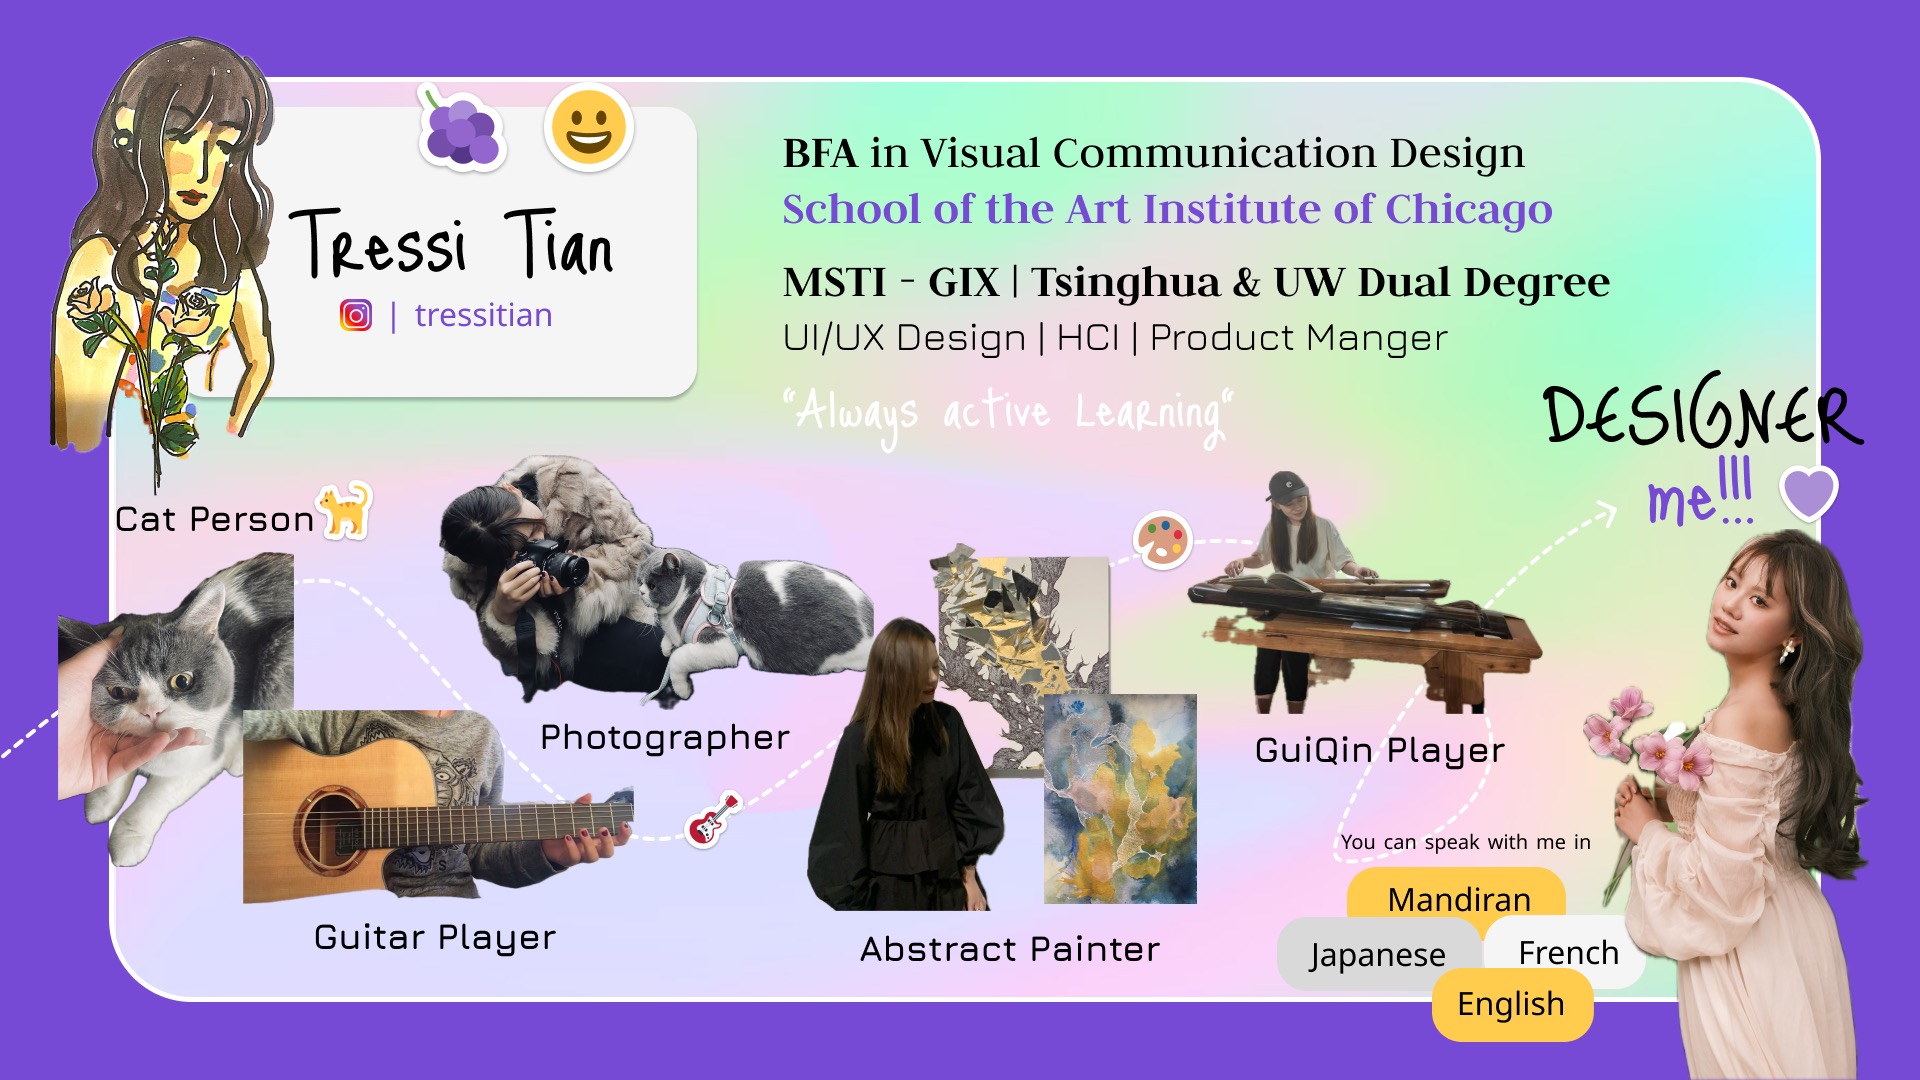 Tressi Tian
| tressitian
BFA in Visual Communication Design
School of the Art Institute of Chicago
MSTI - GIX | Tsinghua & UW Dual Degree
UI/UX Design | HCI | Product Manger
“Always active Learning“
DESIGNER
me!!!
Cat Person
Photographer
GuiQin Player
Guitar Player
Abstract Painter
You can speak with me in
Mandiran
Japanese
French
English